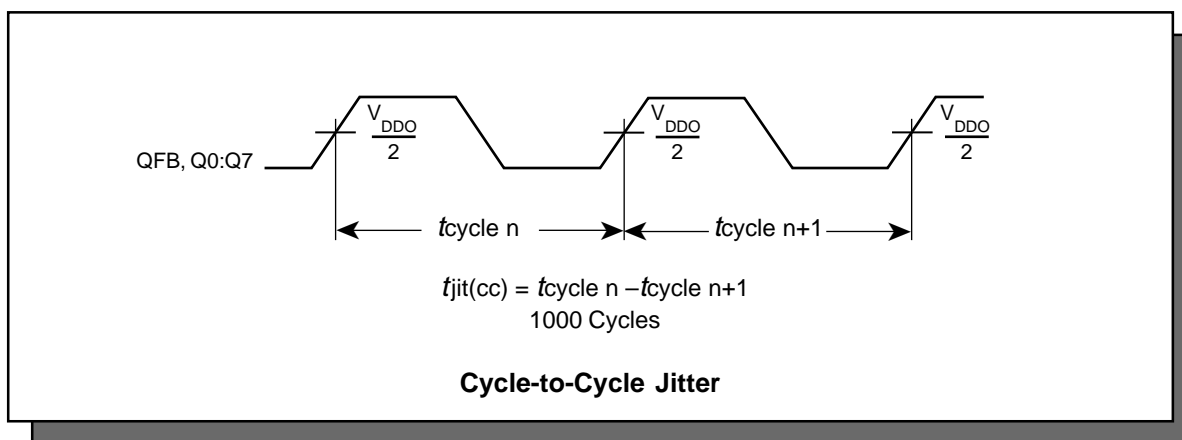 V DDO V DDO V DDO
2 2 2
QFB, Q0:Q7
tcycle n tcycle n+1
tjit(cc) = tcycle n –tcycle n+1
1000 Cycles
Cycle-to-Cycle Jitter